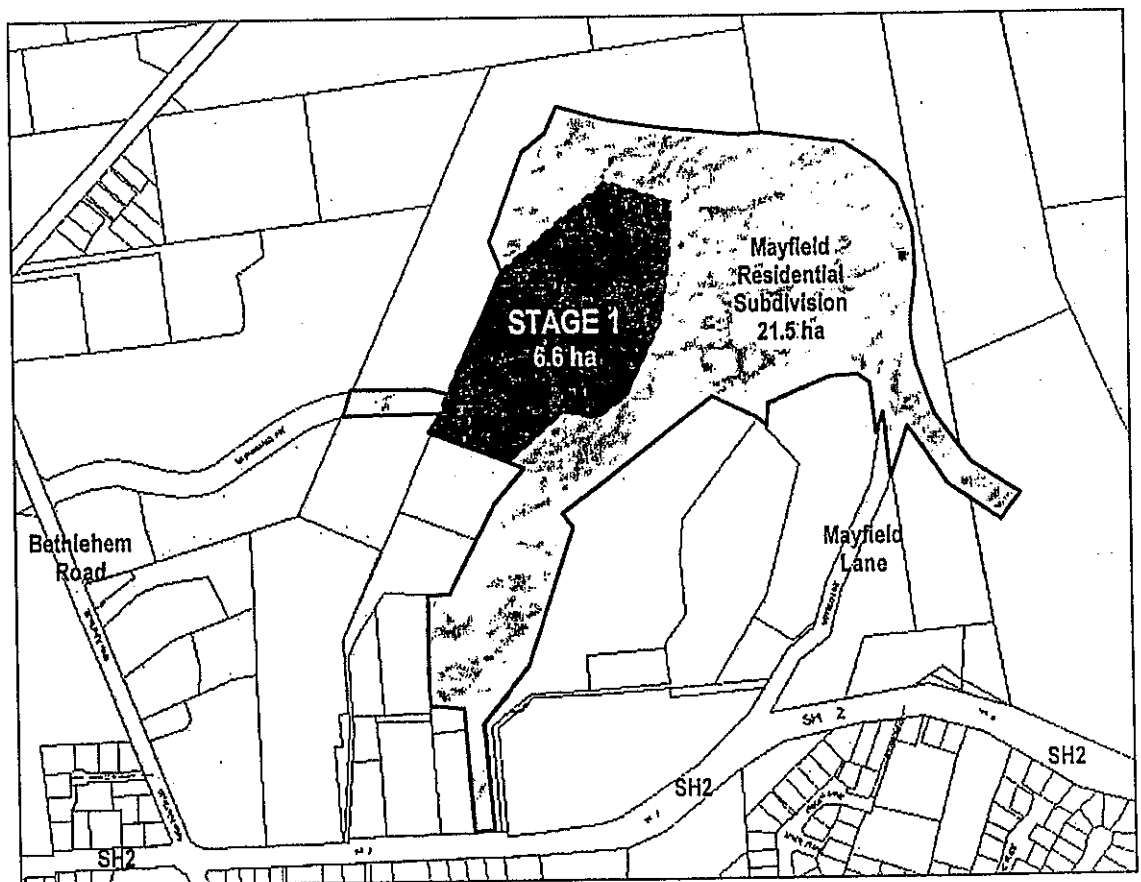 Mayfield
Residential
Subdivision
21.5 ha
STAGE 1
6.6 ha
Bethlehem
Road
Mayfield
Lane
SH 2
SH2
SH2
SH2